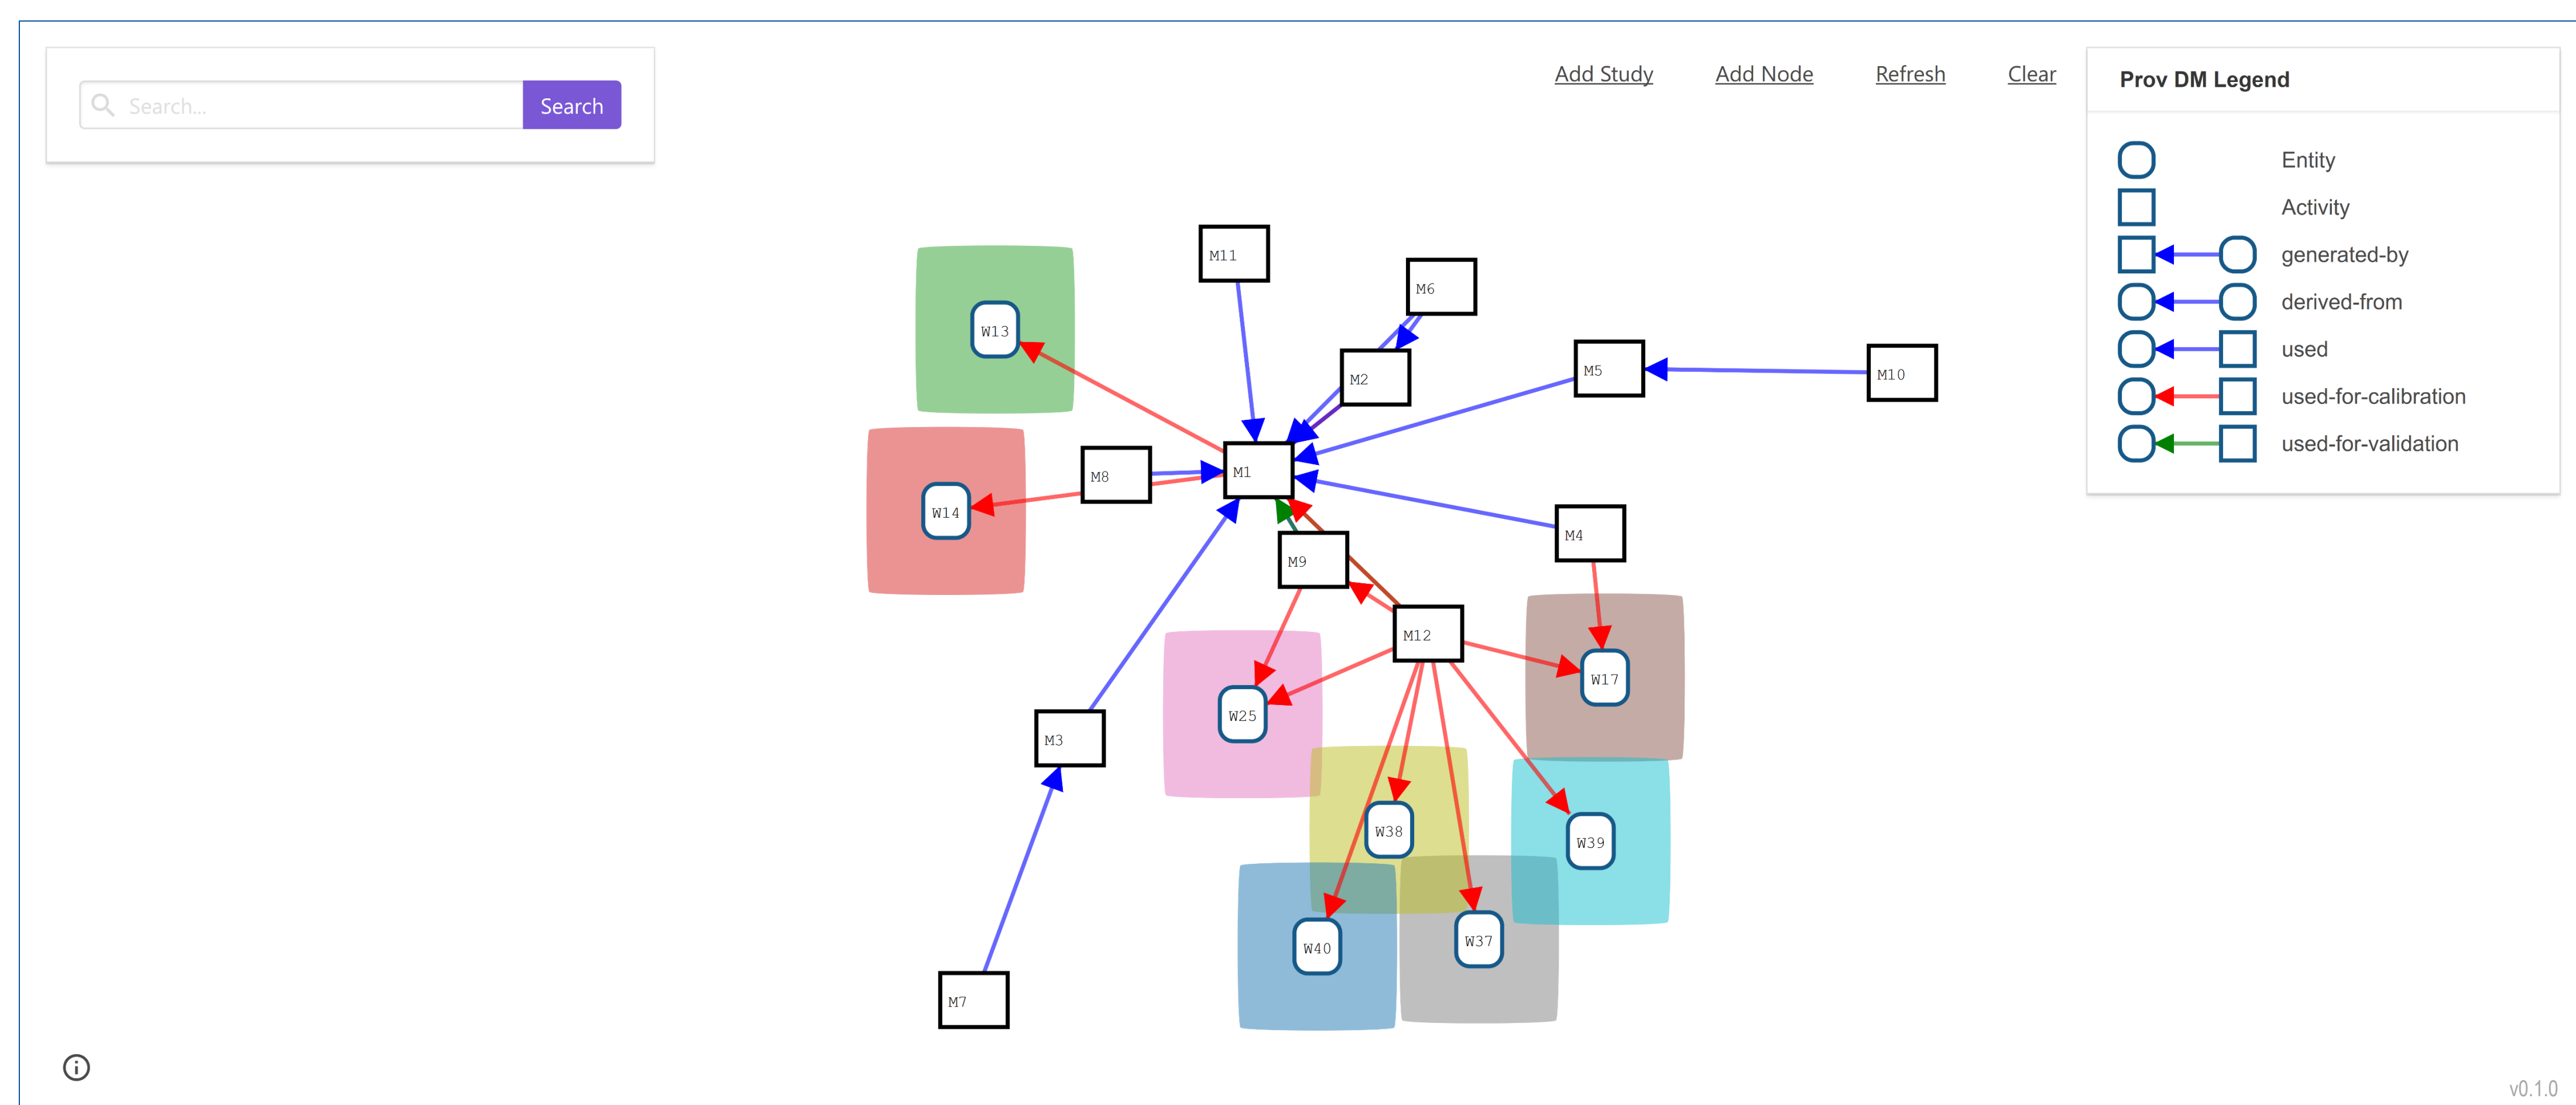 Search...
Search
Add Study
Add Node
Refresh
Clear
Prov DM Legend
Entity
Activity
generated-by
derived-from
used
used-for-calibration
used-for-validation
M11
M6
W13
M2
M5
M10
M8
M1
W14
M4
M9
M12
W17
W25
M3
W38
W39
W40
W37
M7
v0.1.0